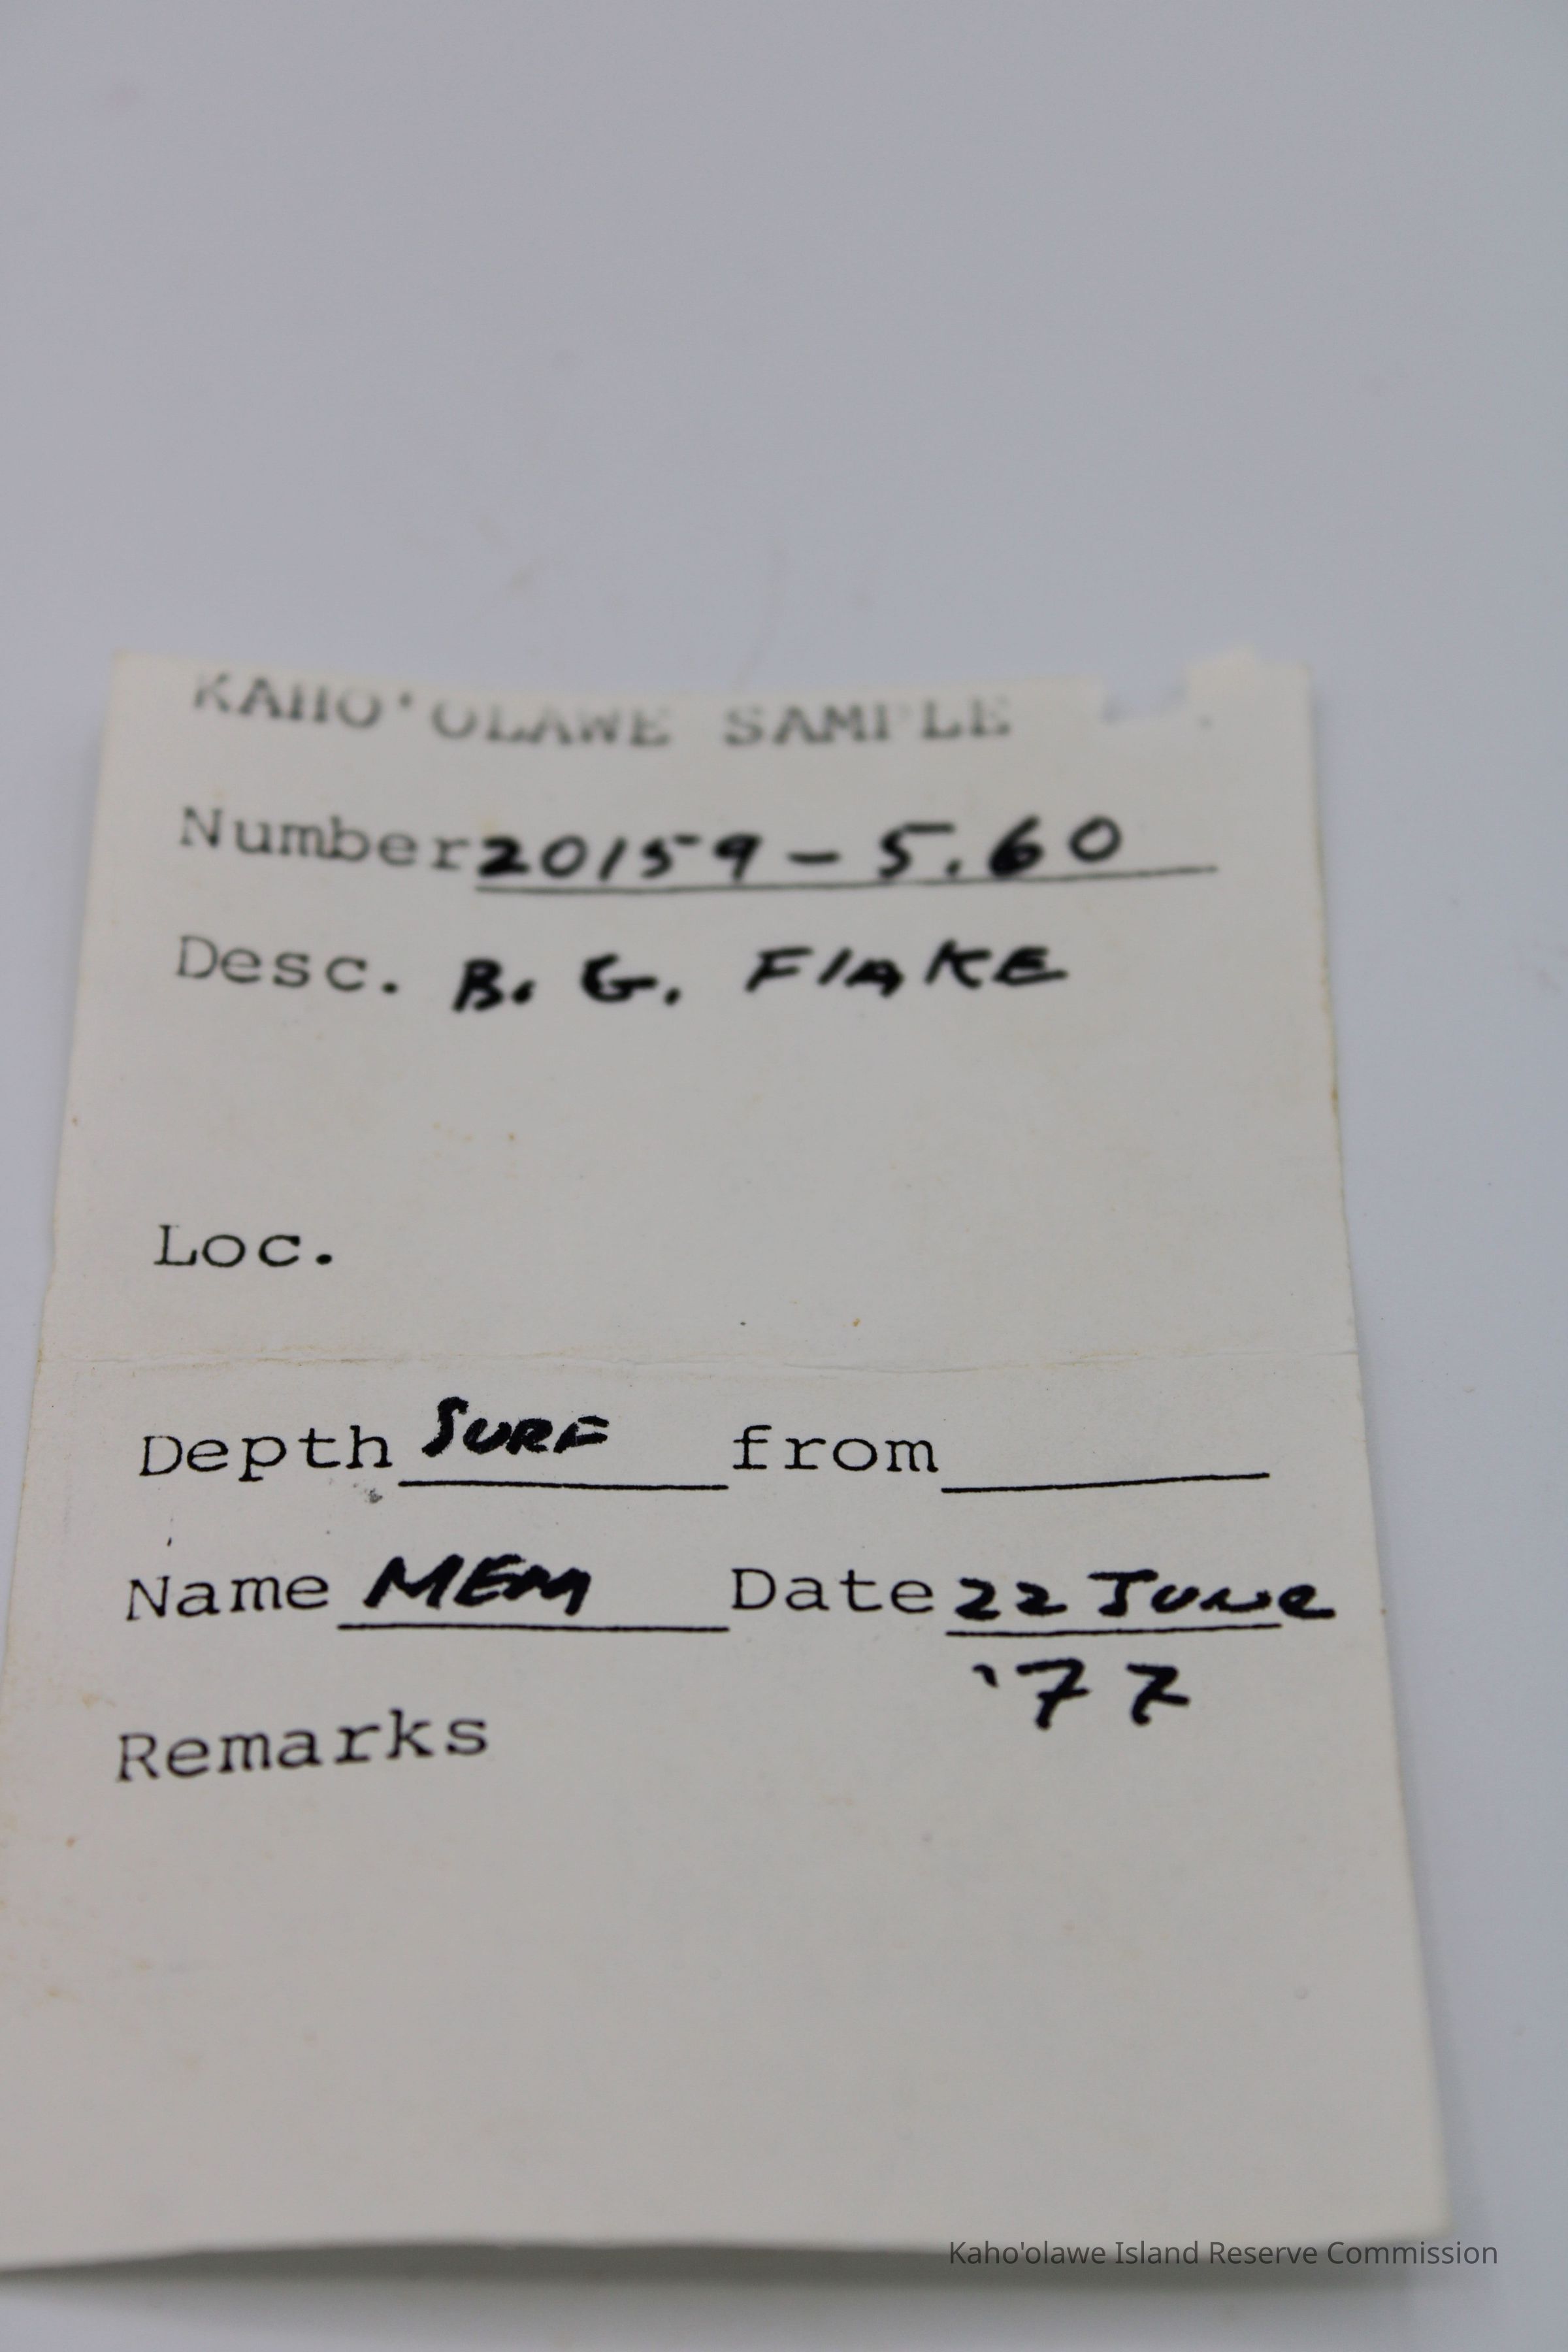 KAHO'OLAWE SAMPLE
Number 20159-5.60
Desc. B. G. FlAKE
Loc.
Depth SURF from
Name MEM Date 22 June
'77
Remarks
Kaho'olawe Island Reserve Commission